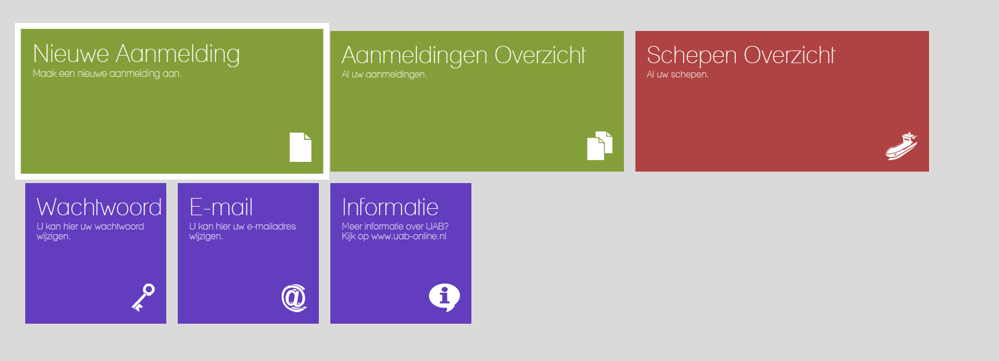 Nieuwe Aanmelding
Maak een nieuwe aanmelding aan.
Aanmeldingen Overzicht
Al uw aanmeldingen.
Schepen Overzicht
Al uw schepen.
Wachtwoord
U kan hier uw wachtwoord
wijzigen.
E-mail
U kan hier uw e-mailadres
wijzigen.
Informatie
Meer informatie over UAB?
Kijk op www.uab-online.nl